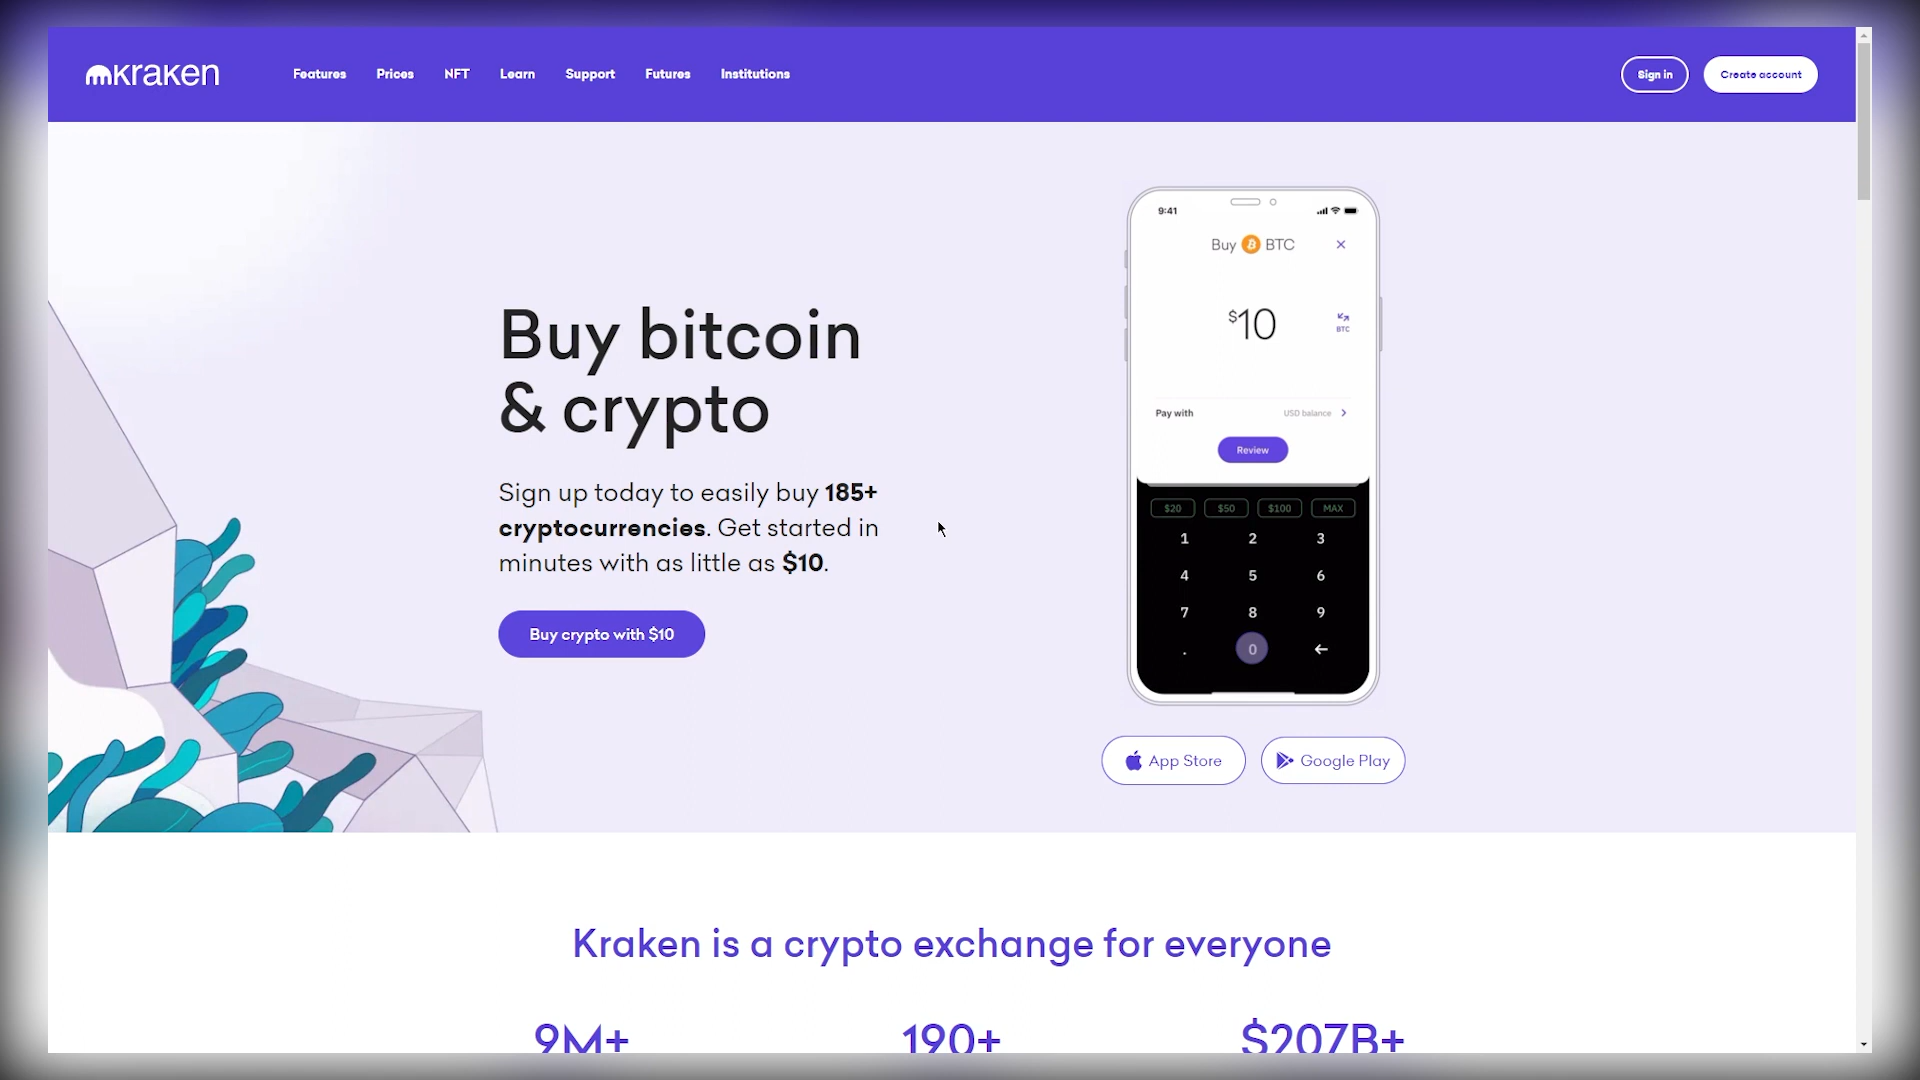 kraken
Features
Prices
NFT
Learn
Support
Futures
Institutions
Sign in
Create account
Buy bitcoin
& crypto
Sign up today to easily buy 185+
cryptocurrencies. Get started in
minutes with as little as $10.
Buy crypto with $10
9:41
Buy BTC
$10
BTC
Pay with
USD balance
Review
$20 $50 $100 MAX
1 2 3
4 5 6
7 8 9
. 0
App Store
Google Play
Kraken is a crypto exchange for everyone
9M+
190+
$207B+